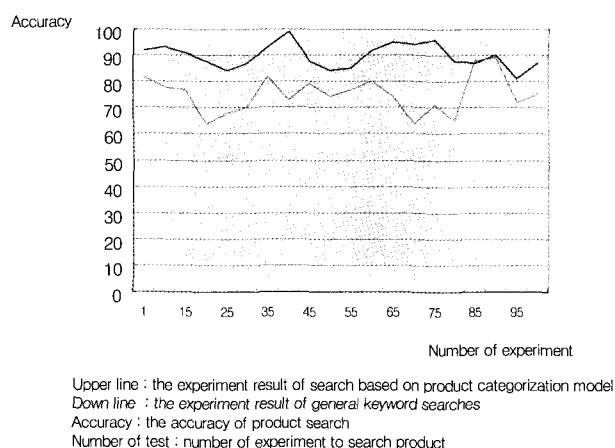 Accuracy
100
90
80
70
60
50
40
30
20
10
0
1 15 25 35 45 55 65 75 85 95
Number of experiment
Upper line : the experiment result of search based on product categorization model
Down line : the experiment result of general keyword searches
Accuracy : the accuracy of product search
Number of test : number of experiment to search product